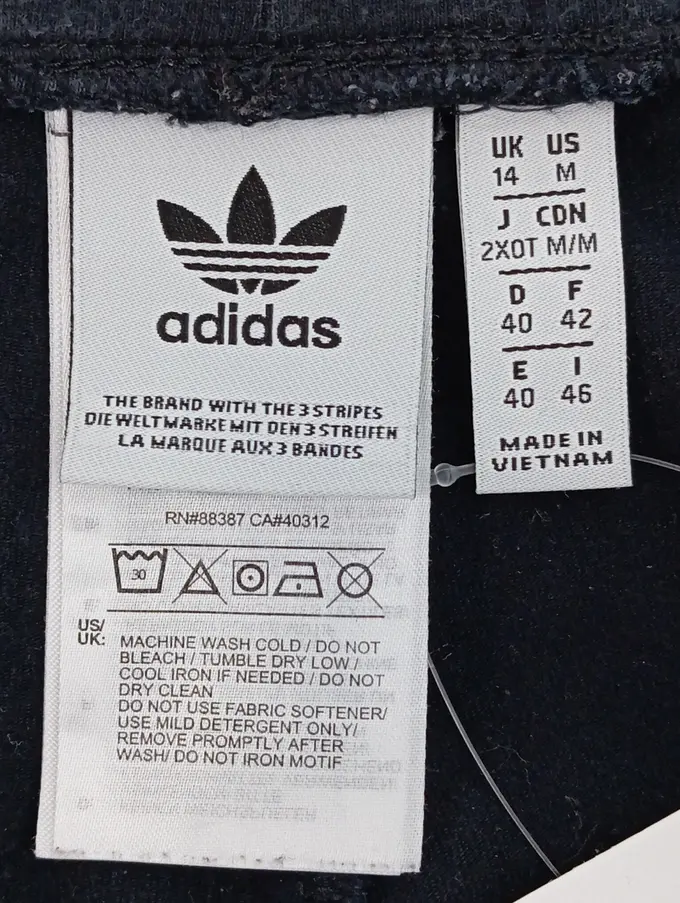 adidas
THE BRAND WITH THE 3 STRIPES
DIE WELTMARKE MIT DEN 3 STREIFEN
LA MARQUE AUX 3 BANDES
RN#88387 CA#40312
30
US/
UK:
MACHINE WASH COLD / DO NOT
BLEACH / TUMBLE DRY LOW /
COOL IRON IF NEEDED / DO NOT
DRY CLEAN
DO NOT USE FABRIC SOFTENER/
USE MILD DETERGENT ONLY/
REMOVE PROMPTLY AFTER
WASH/ DO NOT IRON MOTIF
UK US
14 M
J CDN
2XOT M/M
D F
40 42
E I
40 46
MADE IN
VIETNAM